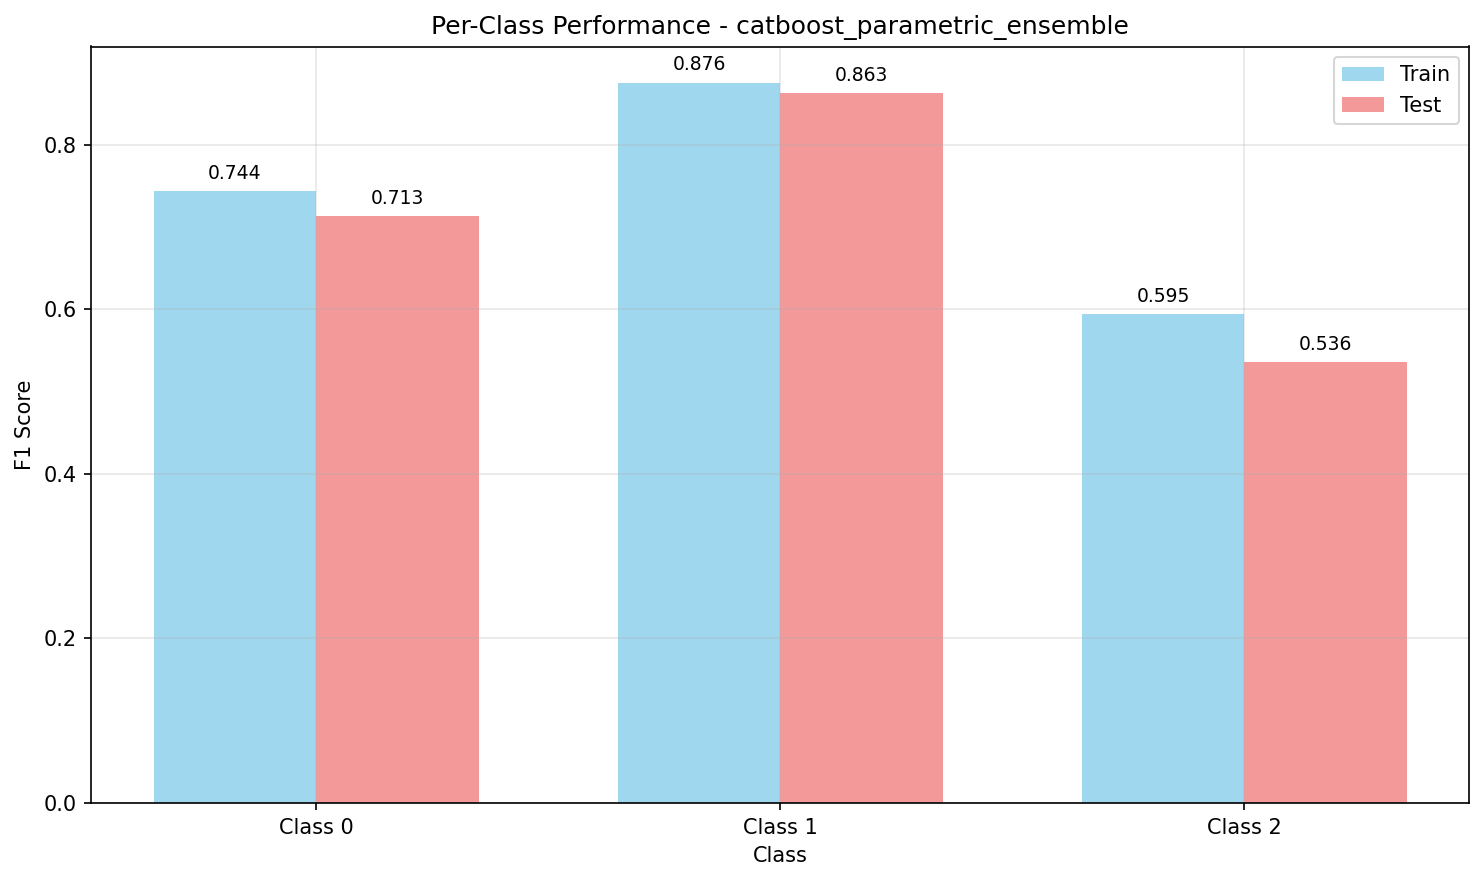 Per-Class Performance - catboost_parametric_ensemble
Train
Test
0.876
0.863
0.744
0.713
0.595
0.536
0.8
0.6
0.4
0.2
0.0
F1 Score
Class 0
Class 1
Class 2
Class